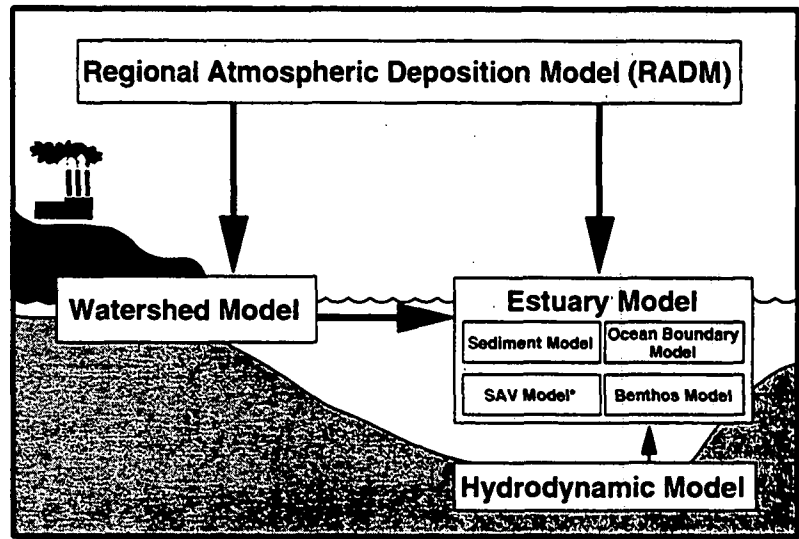 Regional Atmospheric Deposition Model (RADM)
Watershed Model
Estuary Model
Sediment Model
Ocean Boundary
Model
SAV Model*
Benthos Model
Hydrodynamic Model